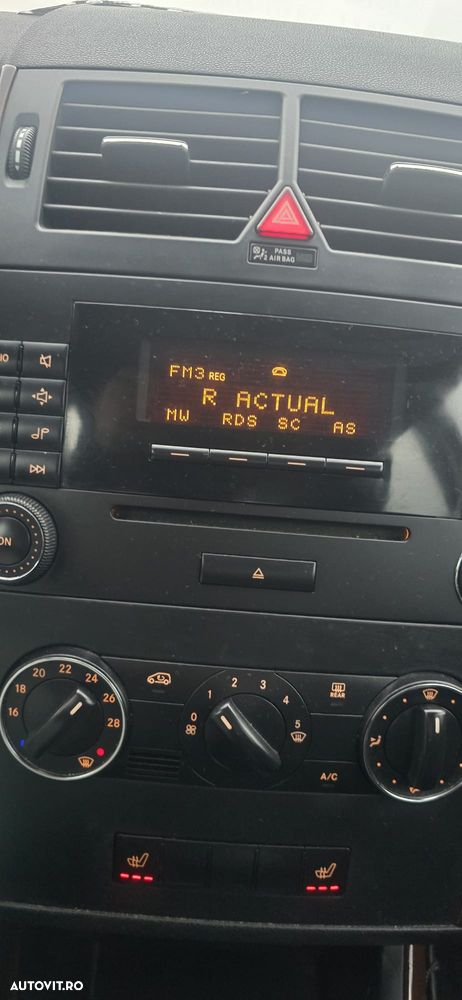 PASS
AIR BAG
FM3 REG
R ACTUAL
MW RDS SC AS
ON
16 18 20 22 24 26 28
0 1 2 3 4 5
REAR
A/C
AUTOVIT.RO